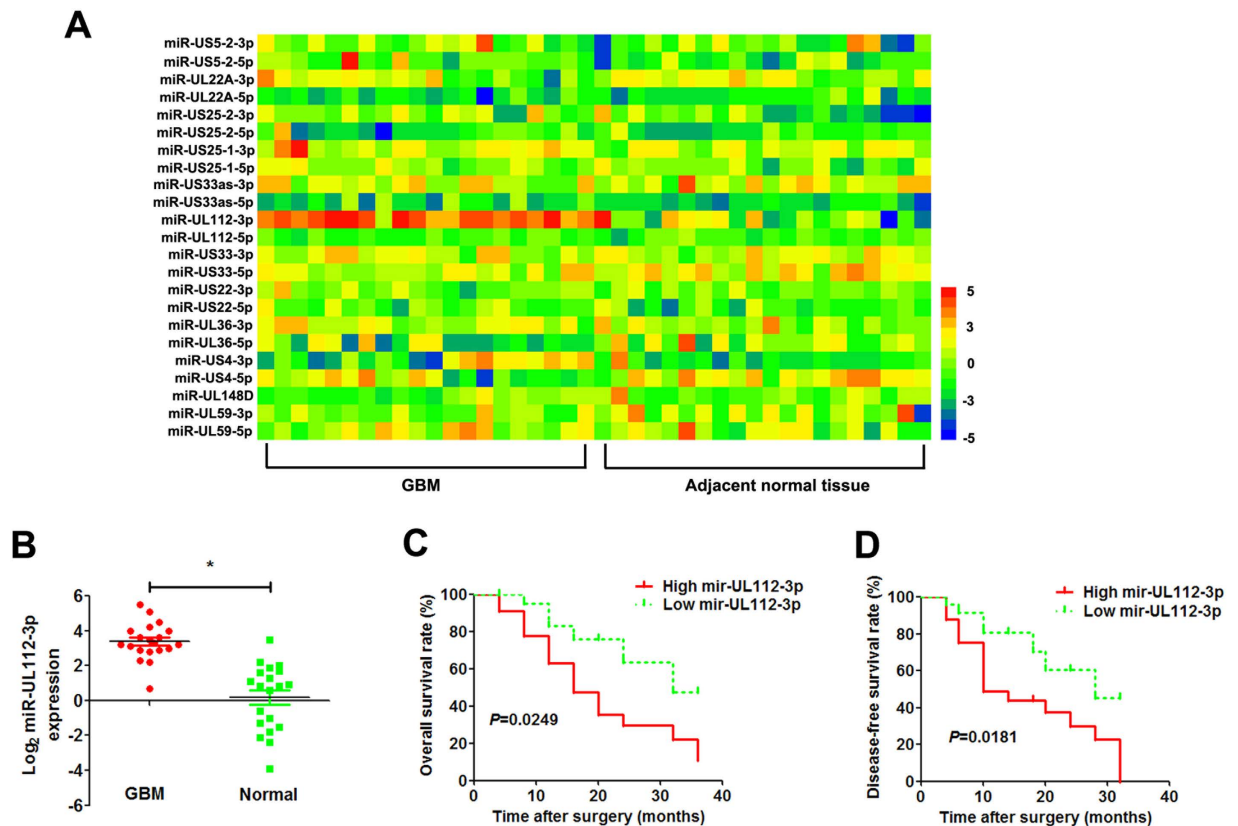 A
miR-US5-2-3p
miR-US5-2-5p
miR-UL22A-3p
miR-UL22A-5p
miR-US25-2-3p
miR-US25-2-5p
miR-US25-1-3p
miR-US25-1-5p
miR-US33as-3p
miR-US33as-5p
miR-UL112-3p
miR-UL112-5p
miR-US33-3p
miR-US33-5p
miR-US22-3p
miR-US22-5p
miR-UL36-3p
miR-UL36-5p
miR-US4-3p
miR-US4-5p
miR-UL148D
miR-UL59-3p
miR-UL59-5p
5
3
0
-3
-5
GBM
Adjacent normal tissue
B
Log2 miR-UL112-3p
expression
6
4
2
0
-2
-4
-6
*
GBM
Normal
C
Overall survival rate (%)
100
80
60
40
20
0
High mir-UL112-3p
Low mir-UL112-3p
P=0.0249
0
10
20
30
40
Time after surgery (months)
D
Disease-free survival rate (%)
100
80
60
40
20
0
High mir-UL112-3p
Low mir-UL112-3p
P=0.0181
0
10
20
30
40
Time after surgery (months)